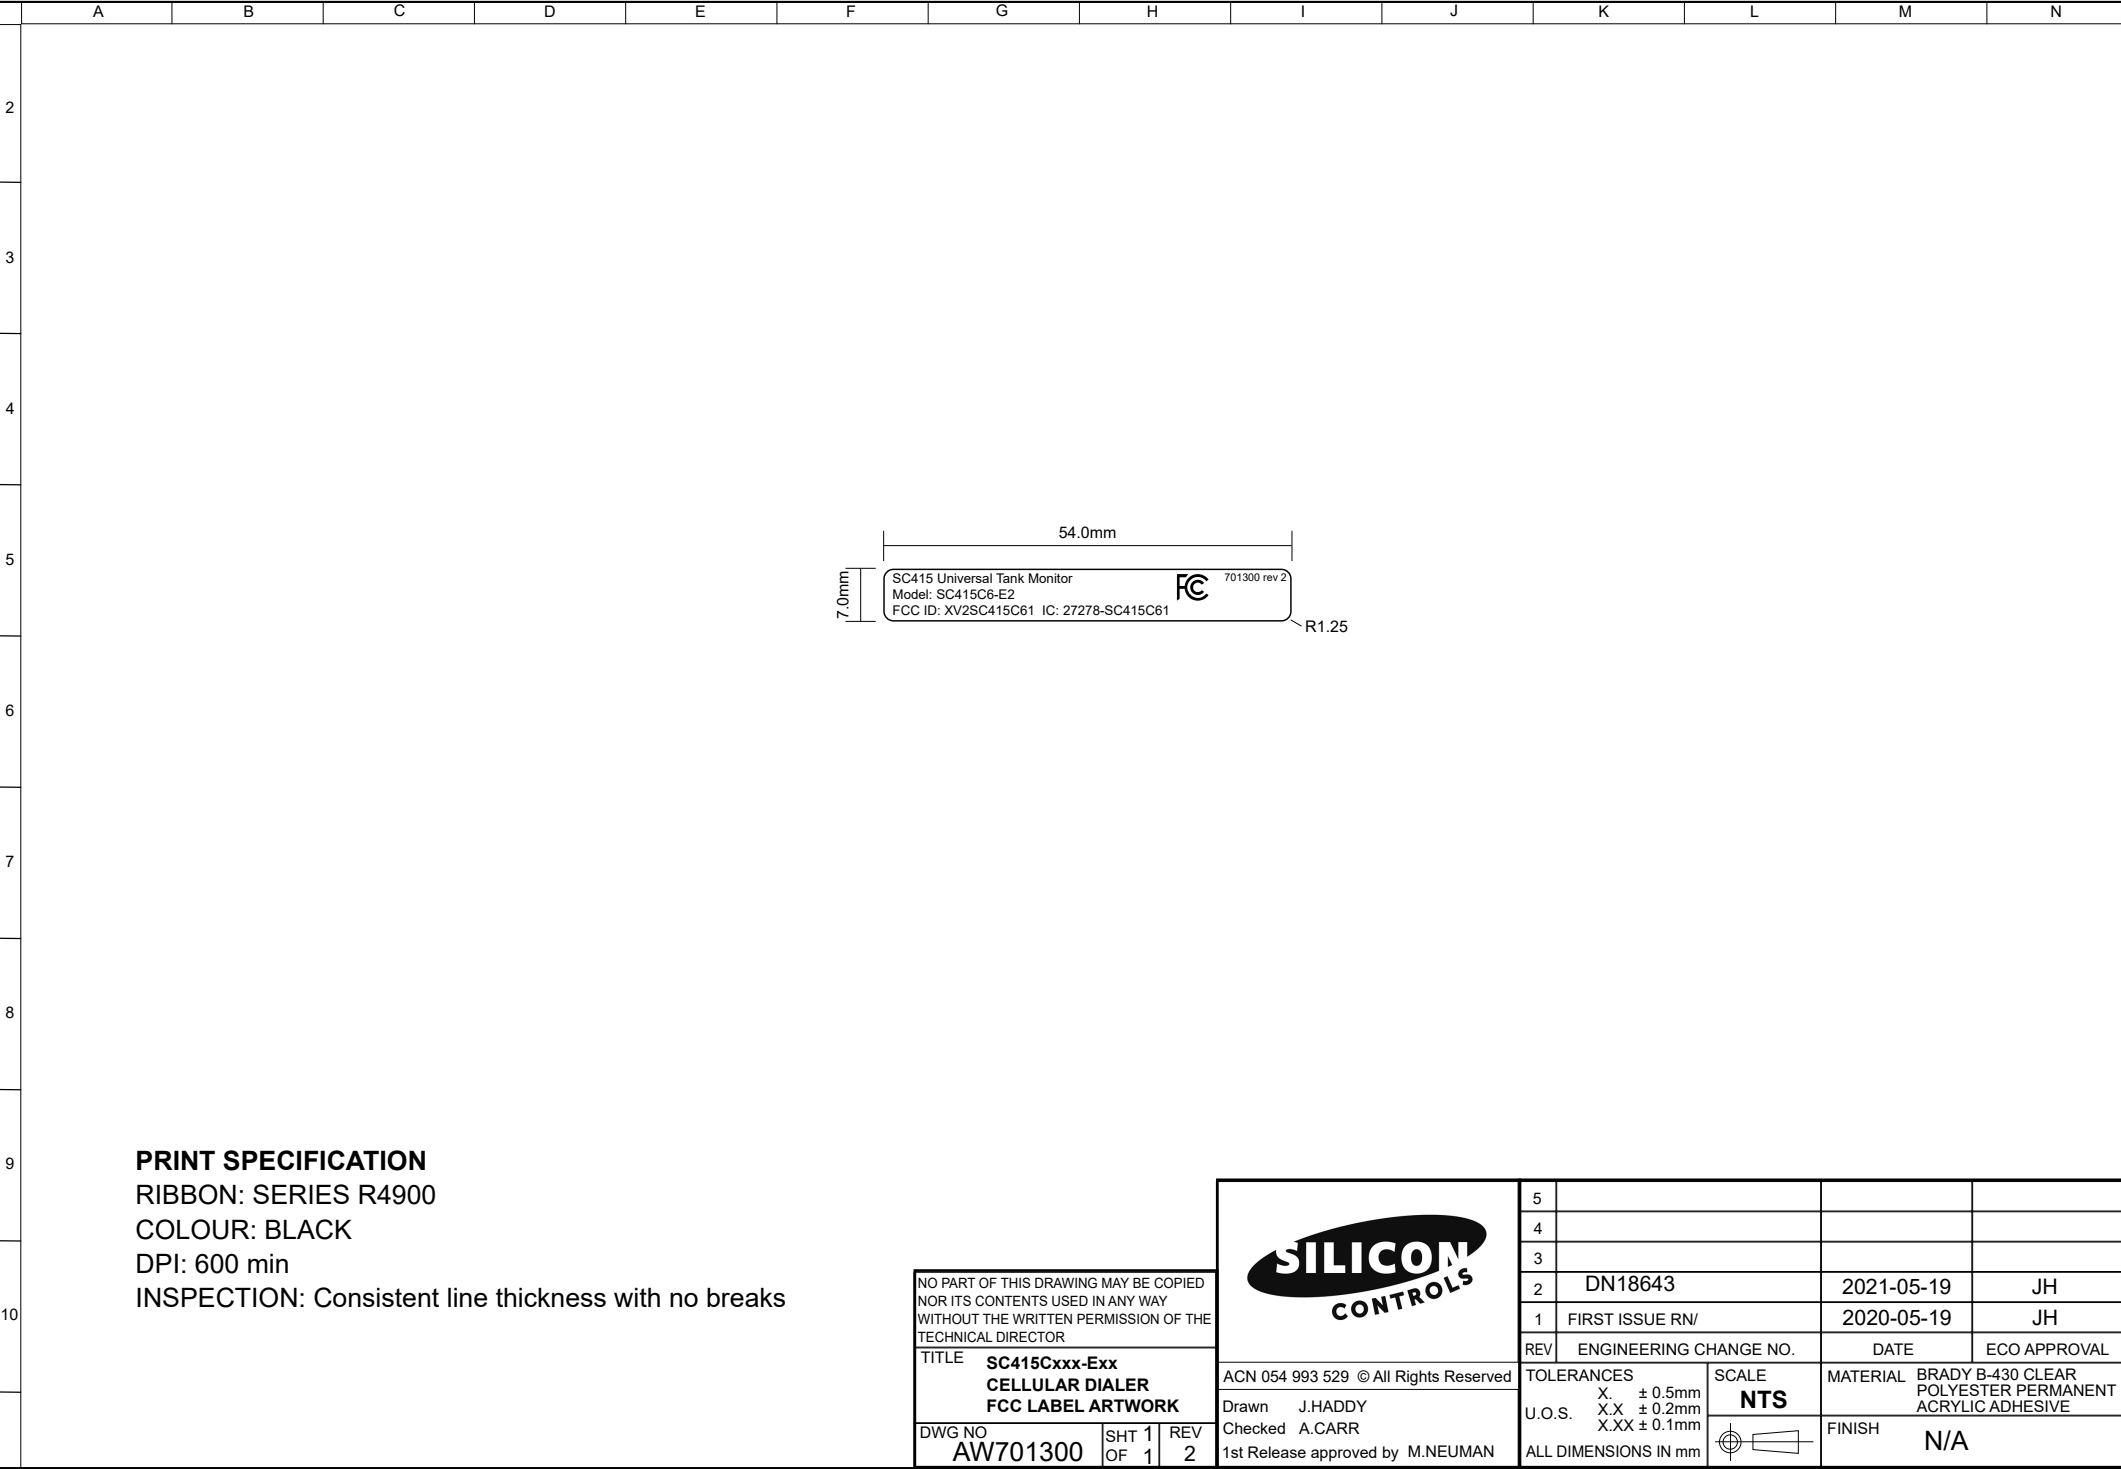 A B C D E F G H I J K L M N
2
3
4
5
6
7
8
9
10
54.0mm
7.0mm
SC415 Universal Tank Monitor
Model: SC415C6-E2
FCC ID: XV2SC415C61 IC: 27278-SC415C61
FC
701300 rev 2
R1.25
PRINT SPECIFICATION
RIBBON: SERIES R4900
COLOUR: BLACK
DPI: 600 min
INSPECTION: Consistent line thickness with no breaks
NO PART OF THIS DRAWING MAY BE COPIED
NOR ITS CONTENTS USED IN ANY WAY
WITHOUT THE WRITTEN PERMISSION OF THE
TECHNICAL DIRECTOR
TITLE
SC415Cxxx-Exx
CELLULAR DIALER
FCC LABEL ARTWORK
DWG NO
AW701300
SHT 1
OF 1
REV
2
SILICON
CONTROLS
ACN 054 993 529 © All Rights Reserved
Drawn J.HADDY
Checked A.CARR
1st Release approved by M.NEUMAN
5
4
3
2 DN18643 2021-05-19 JH
1 FIRST ISSUE RN/ 2020-05-19 JH
REV ENGINEERING CHANGE NO. DATE ECO APPROVAL
TOLERANCES
X. ± 0.5mm
U.O.S. X.X ± 0.2mm
X.XX ± 0.1mm
ALL DIMENSIONS IN mm
SCALE
NTS
MATERIAL BRADY B-430 CLEAR
POLYESTER PERMANENT
ACRYLIC ADHESIVE
FINISH
N/A